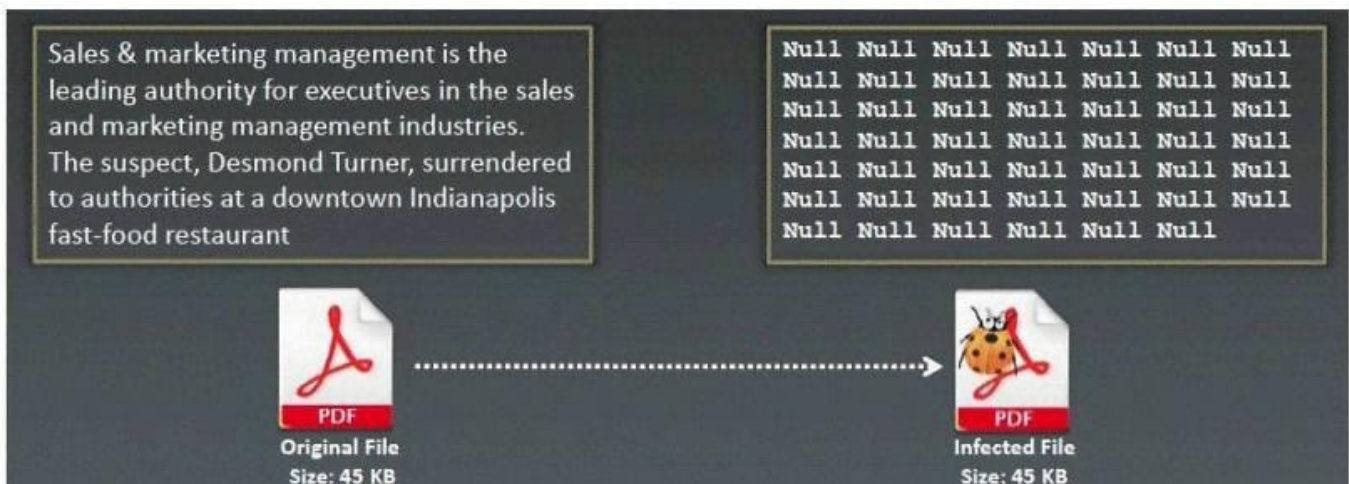 Sales & marketing management is the
leading authority for executives in the sales
and marketing management industries.
The suspect, Desmond Turner, surrendered
to authorities at a downtown Indianapolis
fast-food restaurant
Null Null Null Null Null Null Null
Null Null Null Null Null Null Null
Null Null Null Null Null Null Null
Null Null Null Null Null Null Null
Null Null Null Null Null Null Null
Null Null Null Null Null Null Null
Null Null Null Null Null Null
PDF
Original File
Size: 45 KB
PDF
Infected File
Size: 45 KB